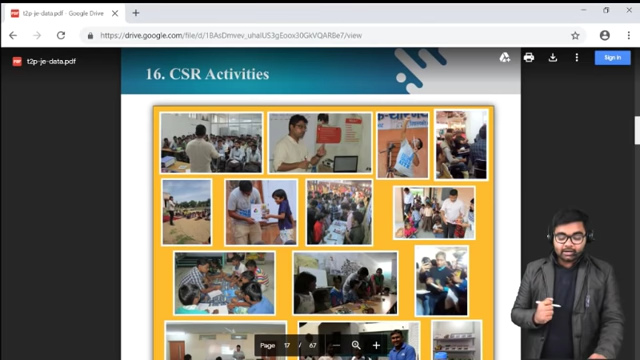 t2p-je-data.pdf - Google Drive
https://drive.google.com/file/d/1BAsDmvev_uhaiUS3gEoox30GkVQARBe7/view
t2p-je-data.pdf
Sign in
16. CSR Activities
Page 17 / 67